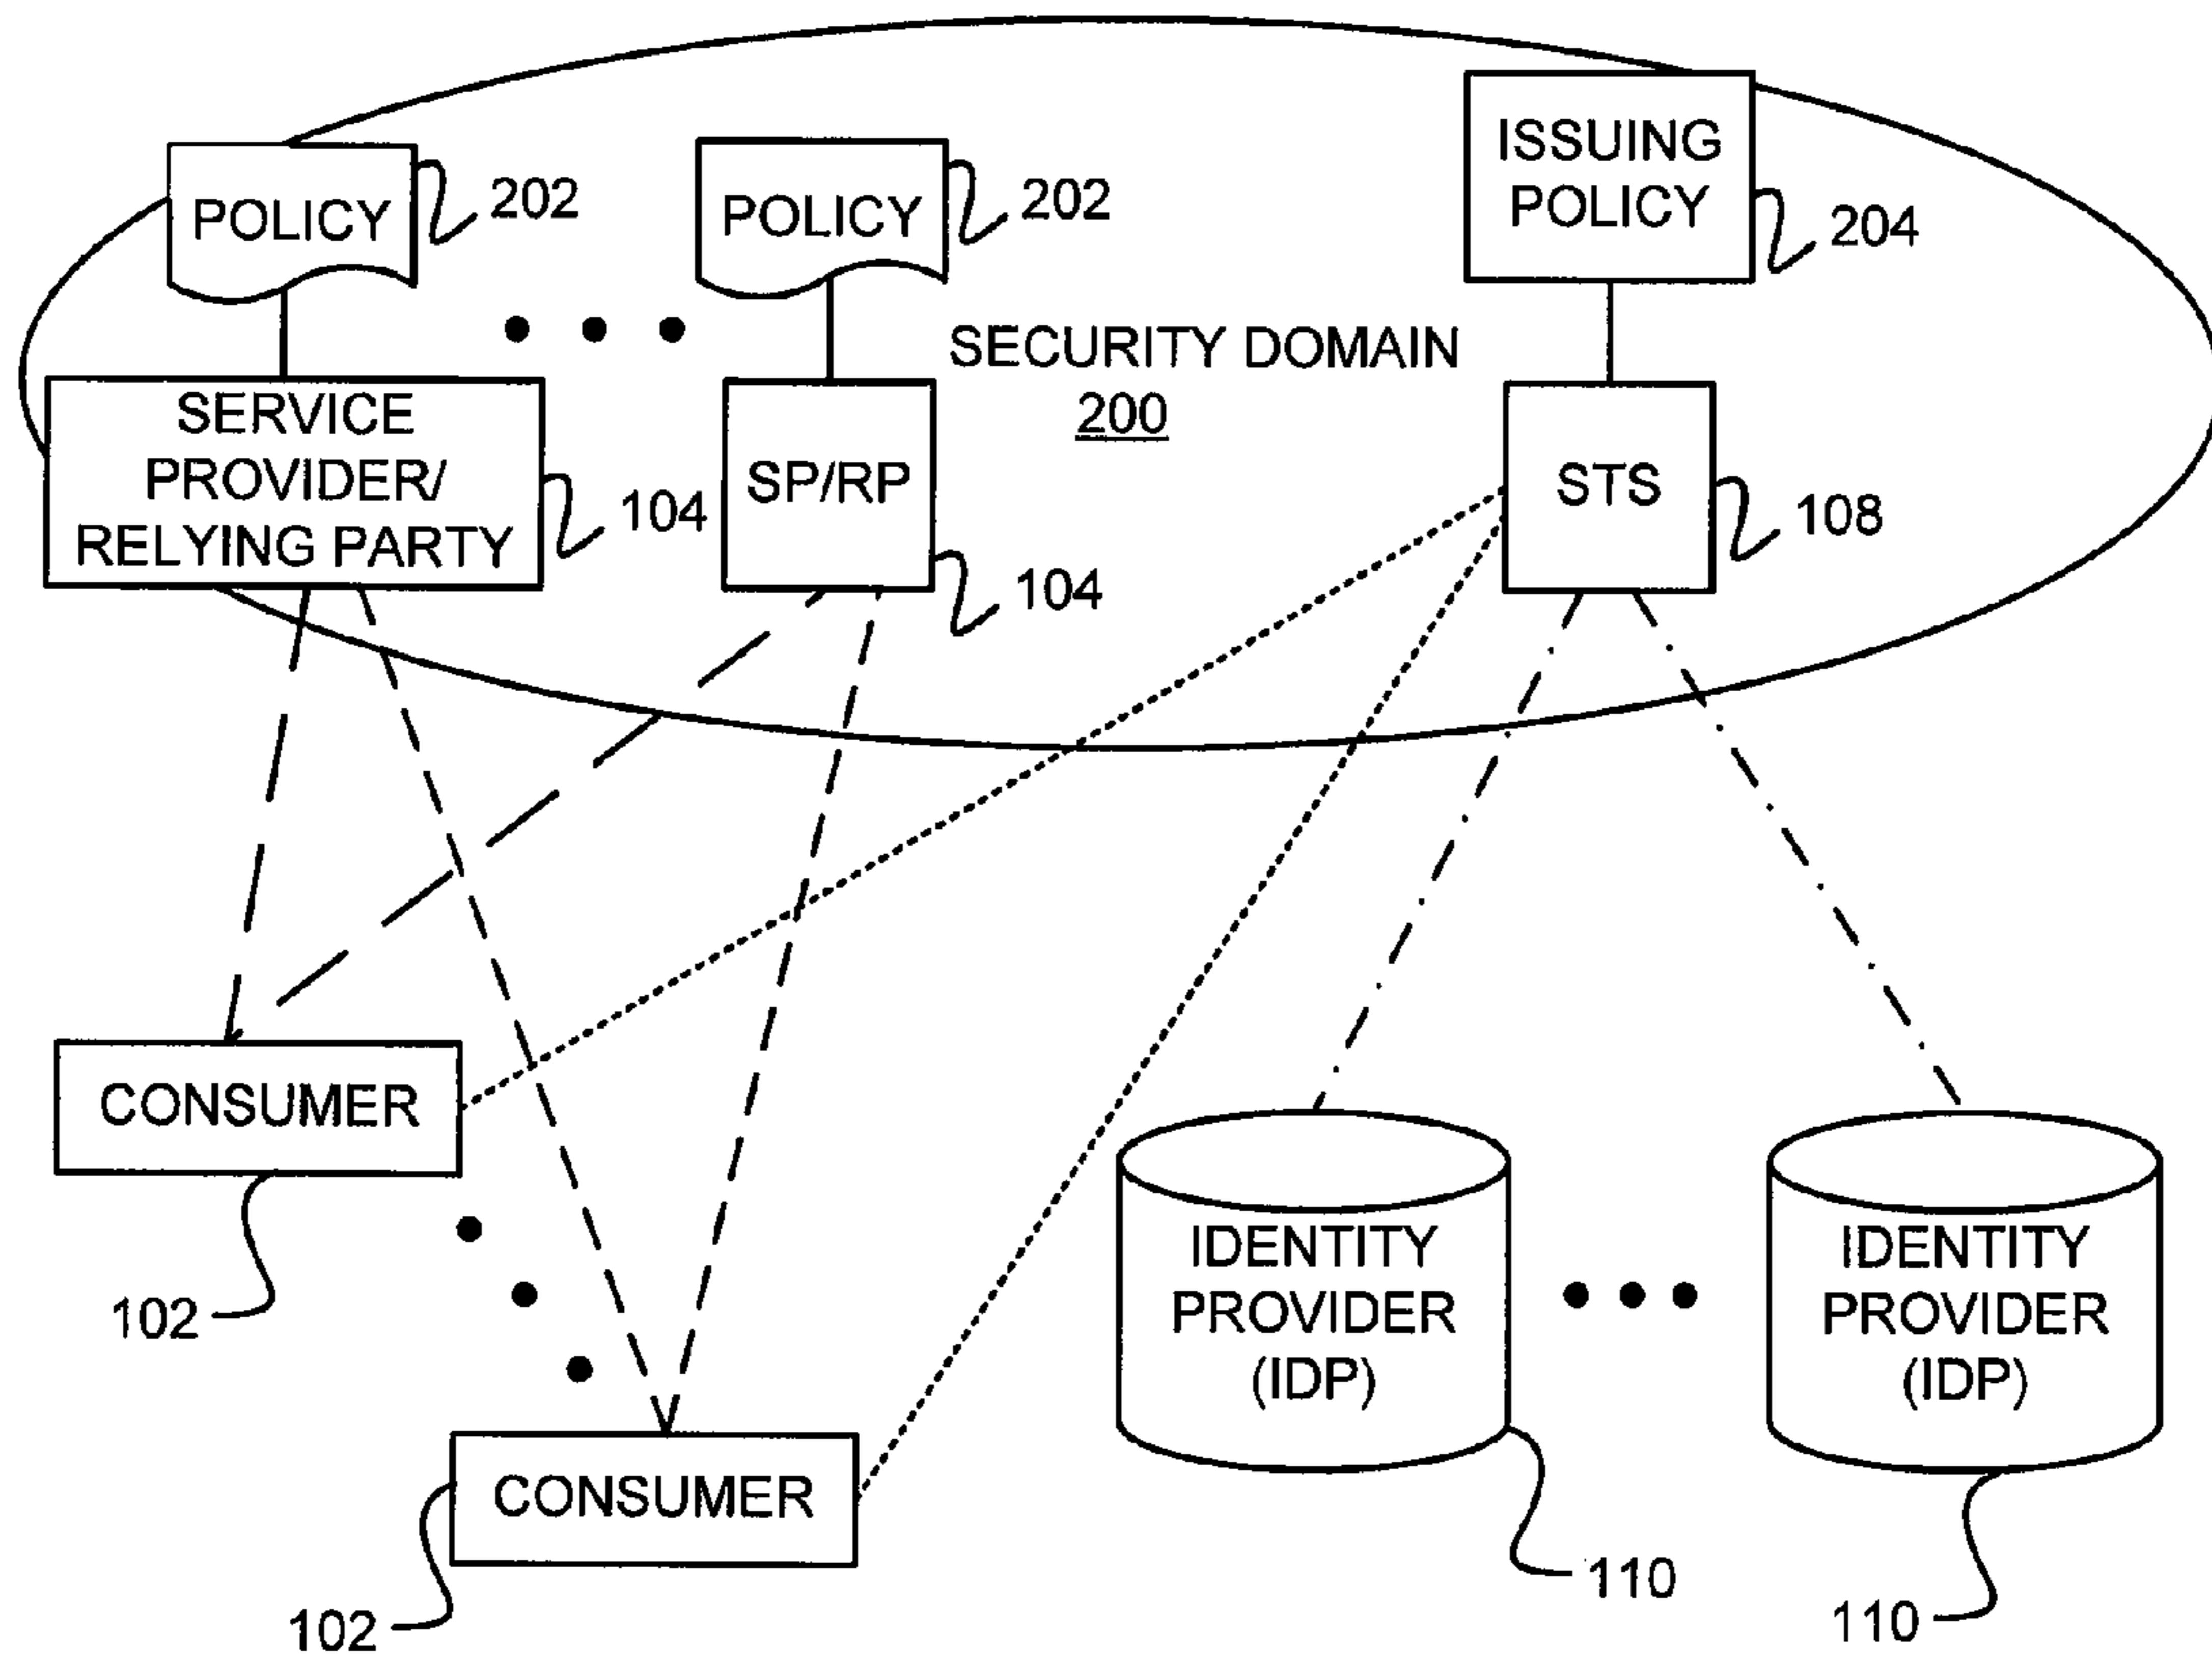 POLICY
202
POLICY
202
ISSUING
POLICY
204
SECURITY DOMAIN
200
SERVICE
PROVIDER/
RELYING PARTY
104
SP/RP
104
STS
108
CONSUMER
102
CONSUMER
102
IDENTITY
PROVIDER
(IDP)
110
IDENTITY
PROVIDER
(IDP)
110